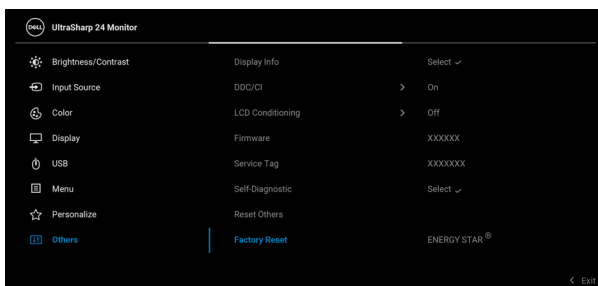 DELL UltraSharp 24 Monitor
Brightness/Contrast Display Info Select ✓
Input Source DDC/CI > On
Color LCD Conditioning > Off
Display Firmware XXXXXX
USB Service Tag XXXXXXX
Menu Self-Diagnostic Select ✓
Personalize Reset Others
Others Factory Reset ENERGY STAR ®
< Exit